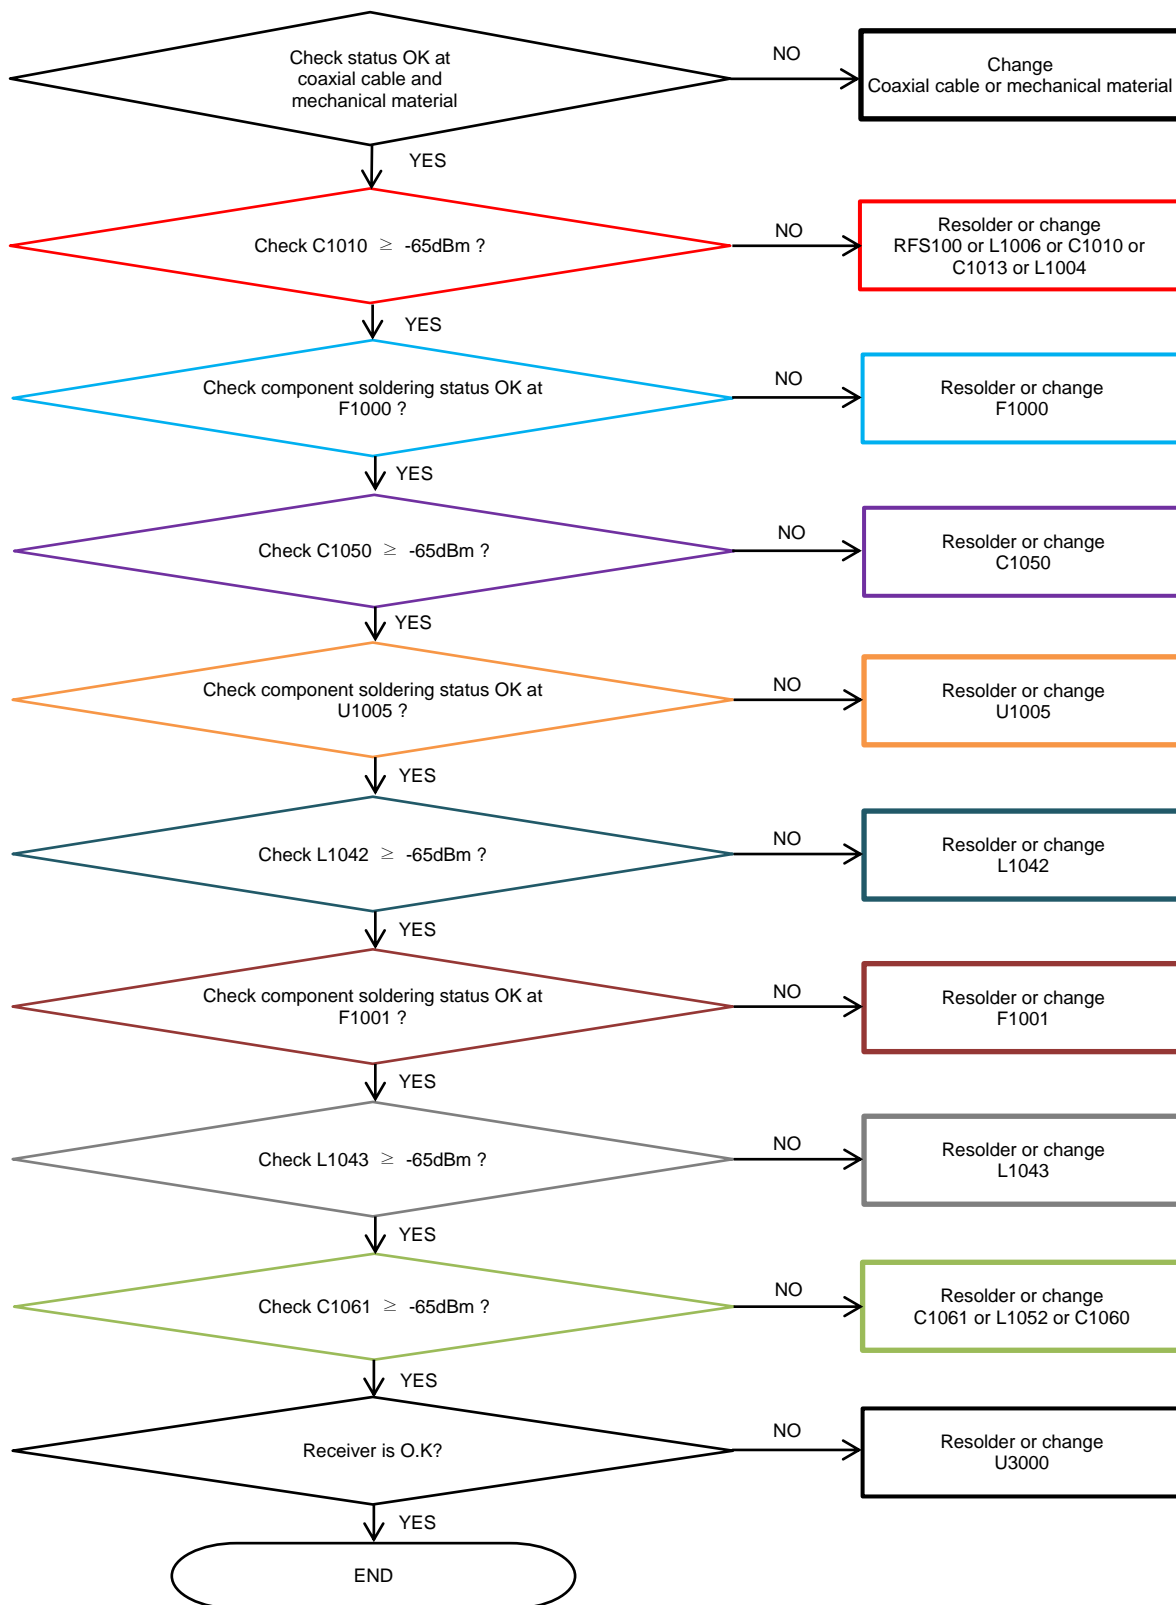 Check status OK at
coaxial cable and
mechanical material
NO
Change
Coaxial cable or mechanical material
YES
Check C1010 ≥ -65dBm ?
NO
Resolder or change
RFS100 or L1006 or C1010 or
C1013 or L1004
YES
Check component soldering status OK at
F1000 ?
NO
Resolder or change
F1000
YES
Check C1050 ≥ -65dBm ?
NO
Resolder or change
C1050
YES
Check component soldering status OK at
U1005 ?
NO
Resolder or change
U1005
YES
Check L1042 ≥ -65dBm ?
NO
Resolder or change
L1042
YES
Check component soldering status OK at
F1001 ?
NO
Resolder or change
F1001
YES
Check L1043 ≥ -65dBm ?
NO
Resolder or change
L1043
YES
Check C1061 ≥ -65dBm ?
NO
Resolder or change
C1061 or L1052 or C1060
YES
Receiver is O.K?
NO
Resolder or change
U3000
YES
END